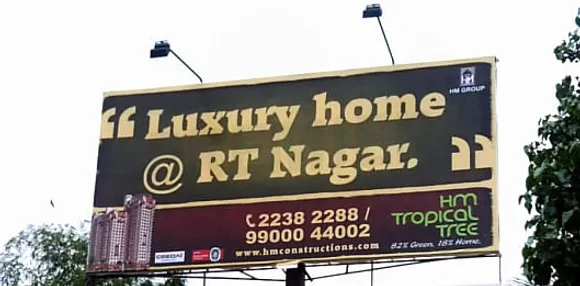 HM GROUP
“ Luxury home
@ RT Nagar. ”
2238 2288 /
99000 44002
www.hmconstructions.com
HM
TROPICAL
TREE
82% Green, 18% Home.
CREDAI